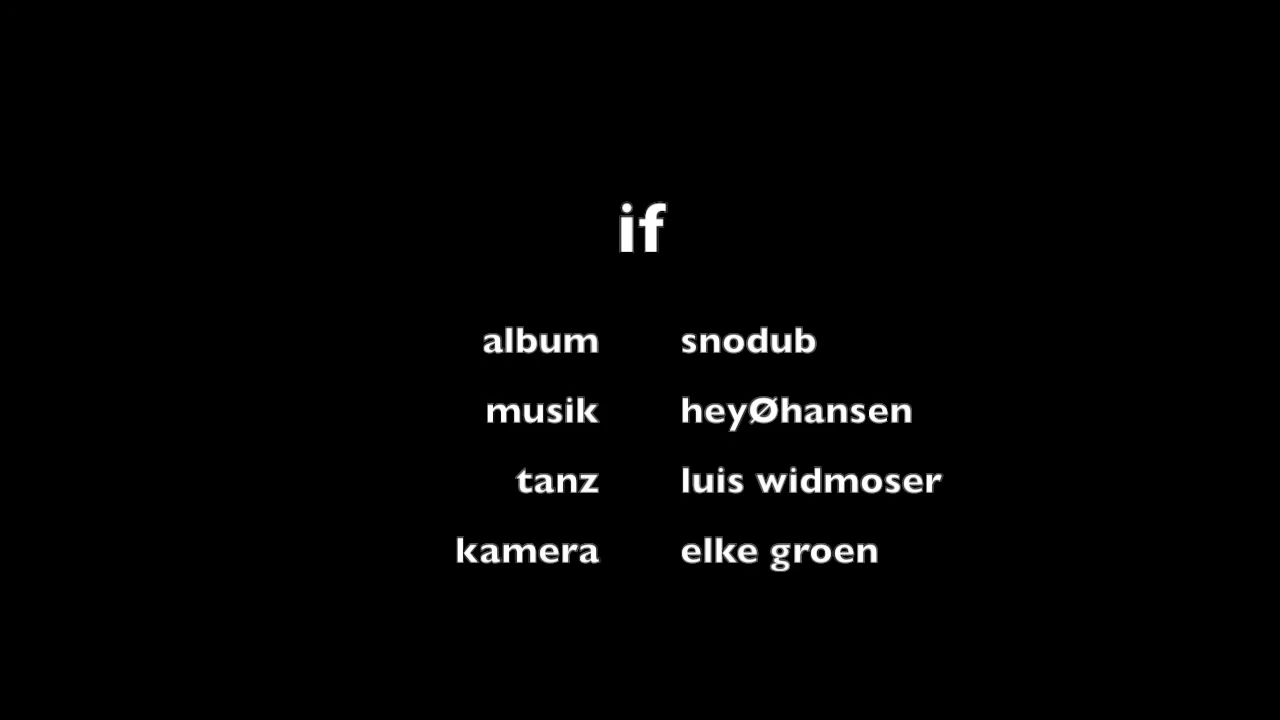 if
album snodub
musik heyØhansen
tanz luis widmoser
kamera elke groen